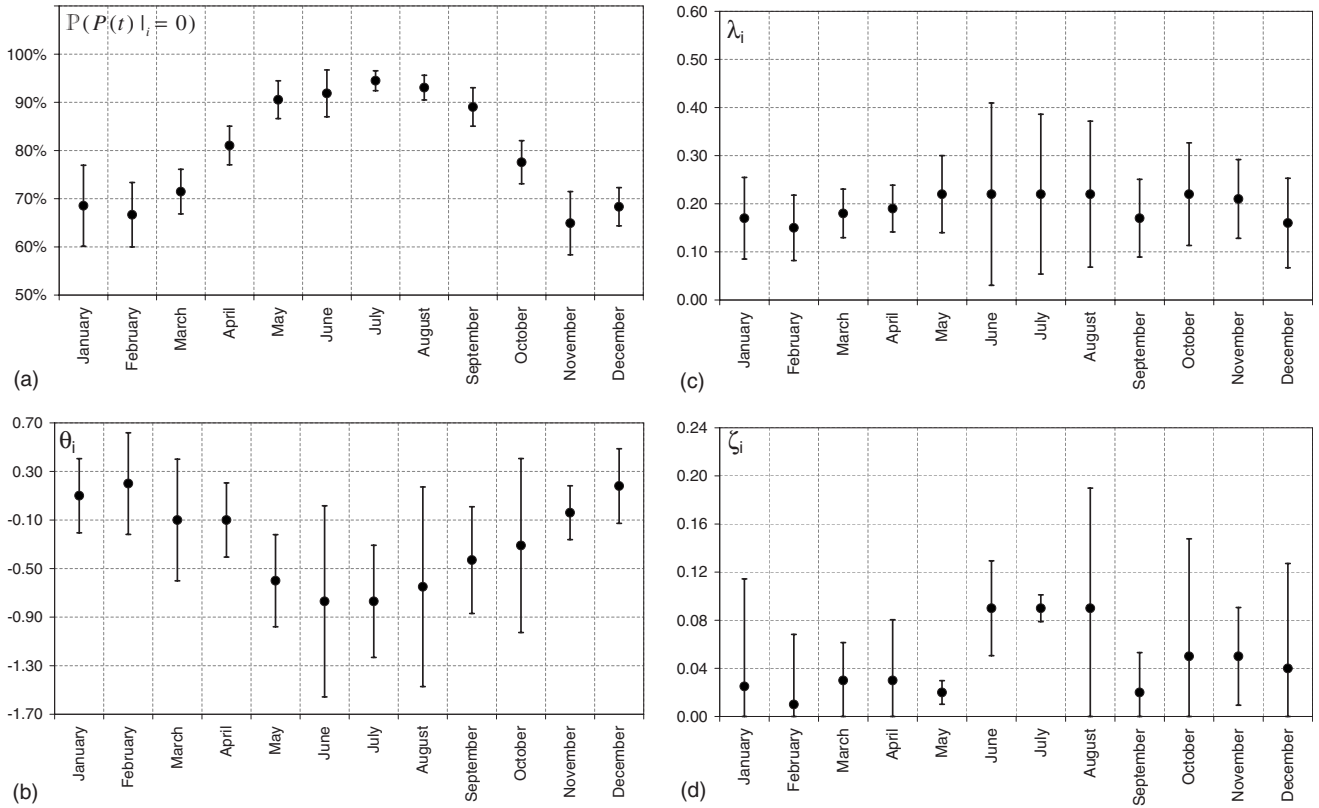 ℙ(P(t) |ᵢ = 0)
100%
90%
80%
70%
60%
50%
January
February
March
April
May
June
July
August
September
October
November
December
(a)
λᵢ
0.60
0.50
0.40
0.30
0.20
0.10
0.00
January
February
March
April
May
June
July
August
September
October
November
December
(c)
θᵢ
0.70
0.30
-0.10
-0.50
-0.90
-1.30
-1.70
January
February
March
April
May
June
July
August
September
October
November
December
(b)
ζᵢ
0.24
0.20
0.16
0.12
0.08
0.04
0.00
January
February
March
April
May
June
July
August
September
October
November
December
(d)